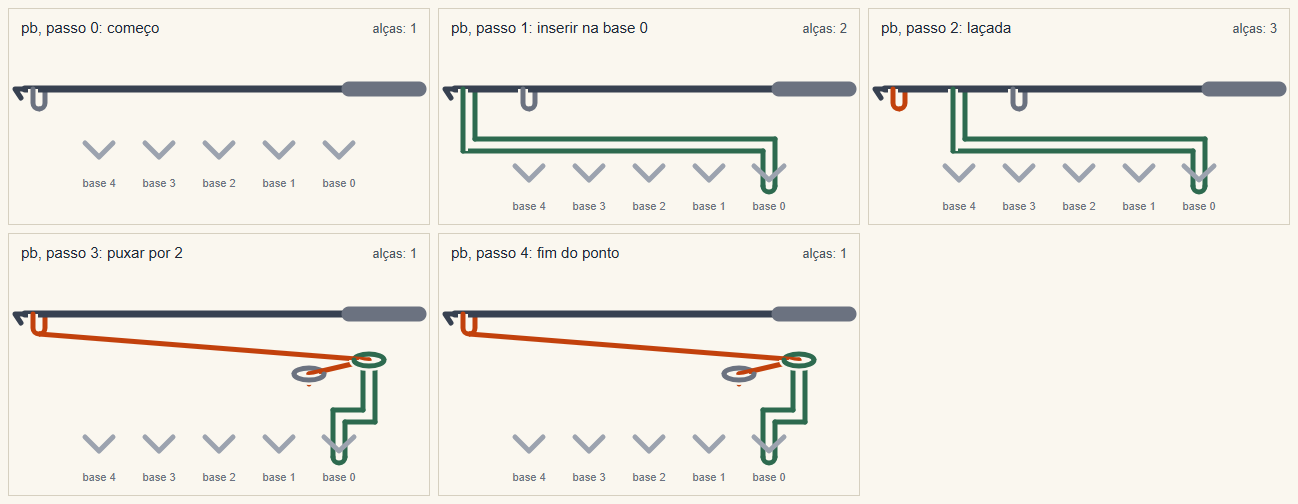 pb, passo 0: começo
alças: 1
base 4
base 3
base 2
base 1
base 0
pb, passo 1: inserir na base 0
alças: 2
base 4
base 3
base 2
base 1
base 0
pb, passo 2: laçada
alças: 3
base 4
base 3
base 2
base 1
base 0
pb, passo 3: puxar por 2
alças: 1
base 4
base 3
base 2
base 1
base 0
pb, passo 4: fim do ponto
alças: 1
base 4
base 3
base 2
base 1
base 0